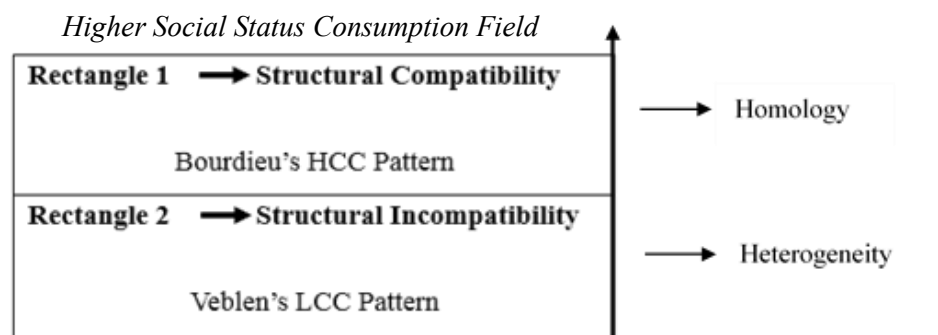 Higher Social Status Consumption Field
Rectangle 1 Structural Compatibility
Homology
Bourdieu's HCC Pattern
Rectangle 2 Structural Incompatibility
Heterogeneity
Veblen's LCC Pattern